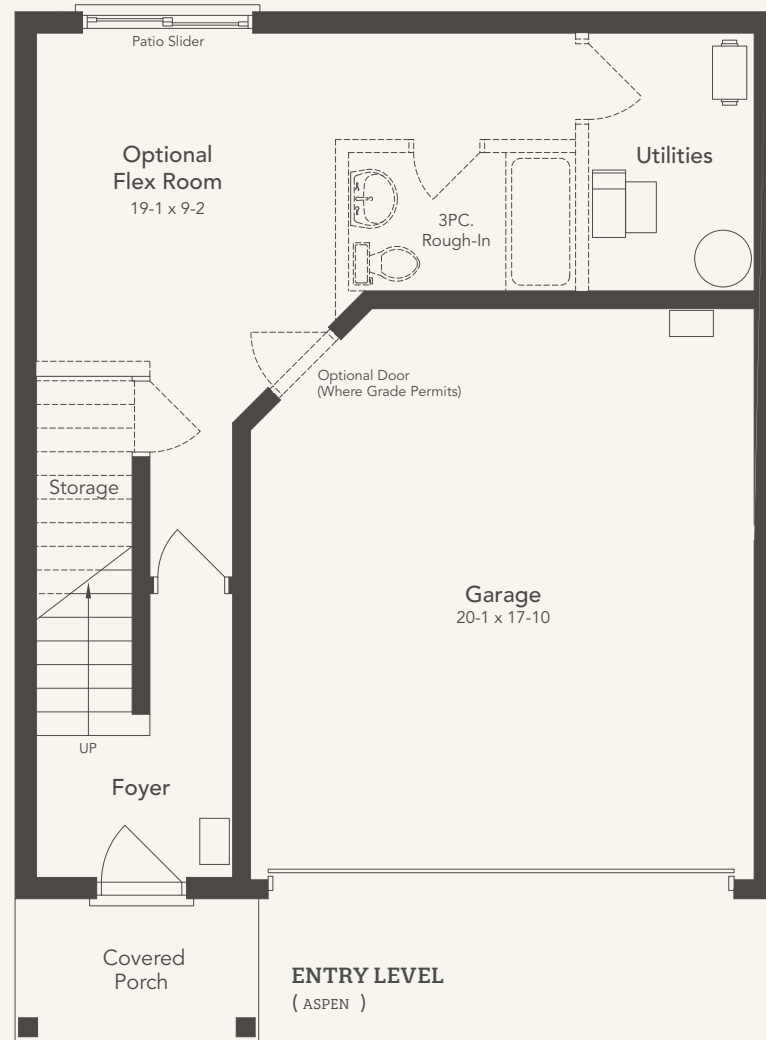 Patio Slider
Optional
Flex Room
19-1 x 9-2
Utilities
3PC.
Rough-In
Optional Door
(Where Grade Permits)
Storage
Garage
20-1 x 17-10
UP
Foyer
Covered
Porch
ENTRY LEVEL
( ASPEN )